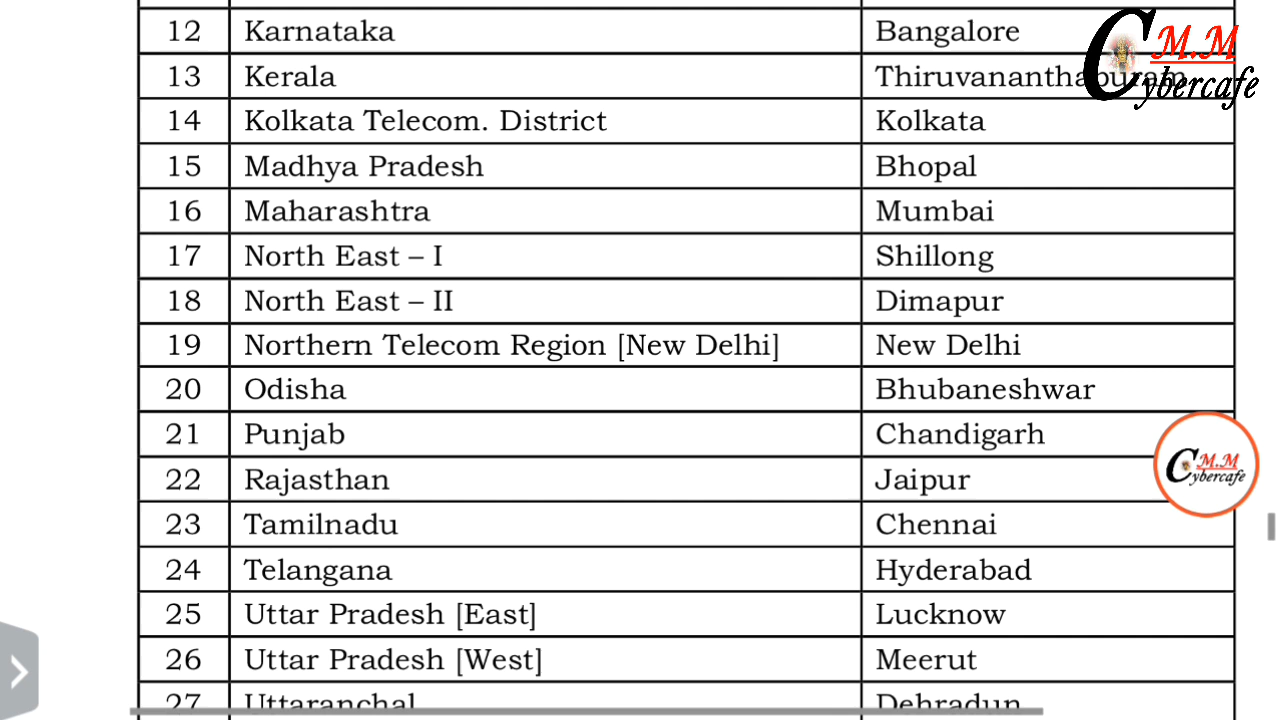 12 Karnataka Bangalore
13 Kerala Thiruvananthapuram
14 Kolkata Telecom. District Kolkata
15 Madhya Pradesh Bhopal
16 Maharashtra Mumbai
17 North East – I Shillong
18 North East – II Dimapur
19 Northern Telecom Region [New Delhi] New Delhi
20 Odisha Bhubaneshwar
21 Punjab Chandigarh
22 Rajasthan Jaipur
23 Tamilnadu Chennai
24 Telangana Hyderabad
25 Uttar Pradesh [East] Lucknow
26 Uttar Pradesh [West] Meerut
27 Uttaranchal Dehradun
M.M
Cybercafe
M.M
Cybercafe